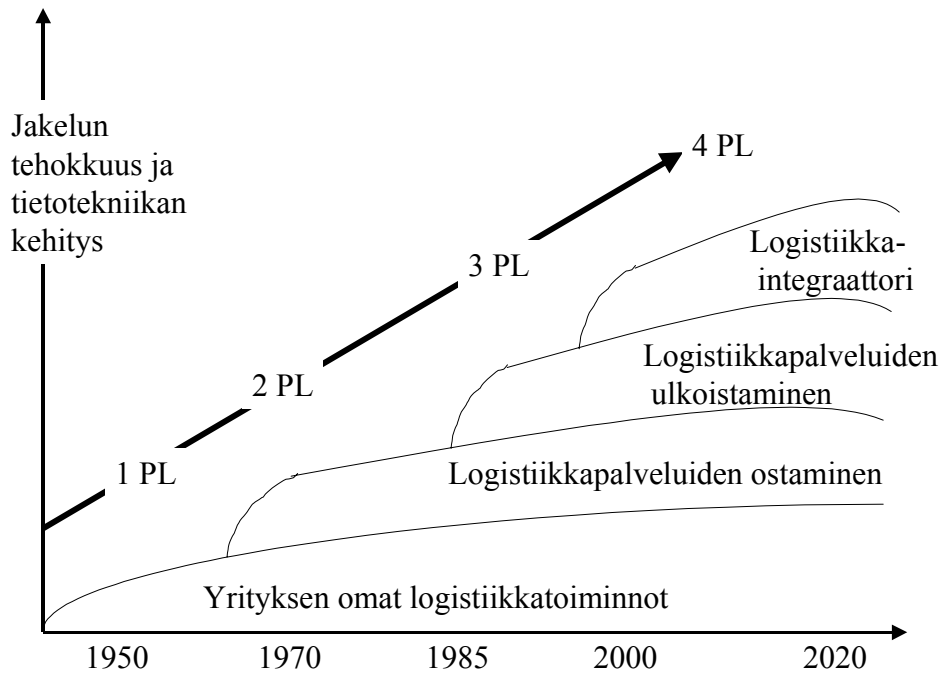 Jakelun
tehokkuus ja
tietotekniikan
kehitys
4 PL
3 PL
2 PL
1 PL
Logistiikka-
integraattori
Logistiikkapalveluiden
ulkoistaminen
Logistiikkapalveluiden ostaminen
Yrityksen omat logistiikkatoiminnot
1950 1970 1985 2000 2020